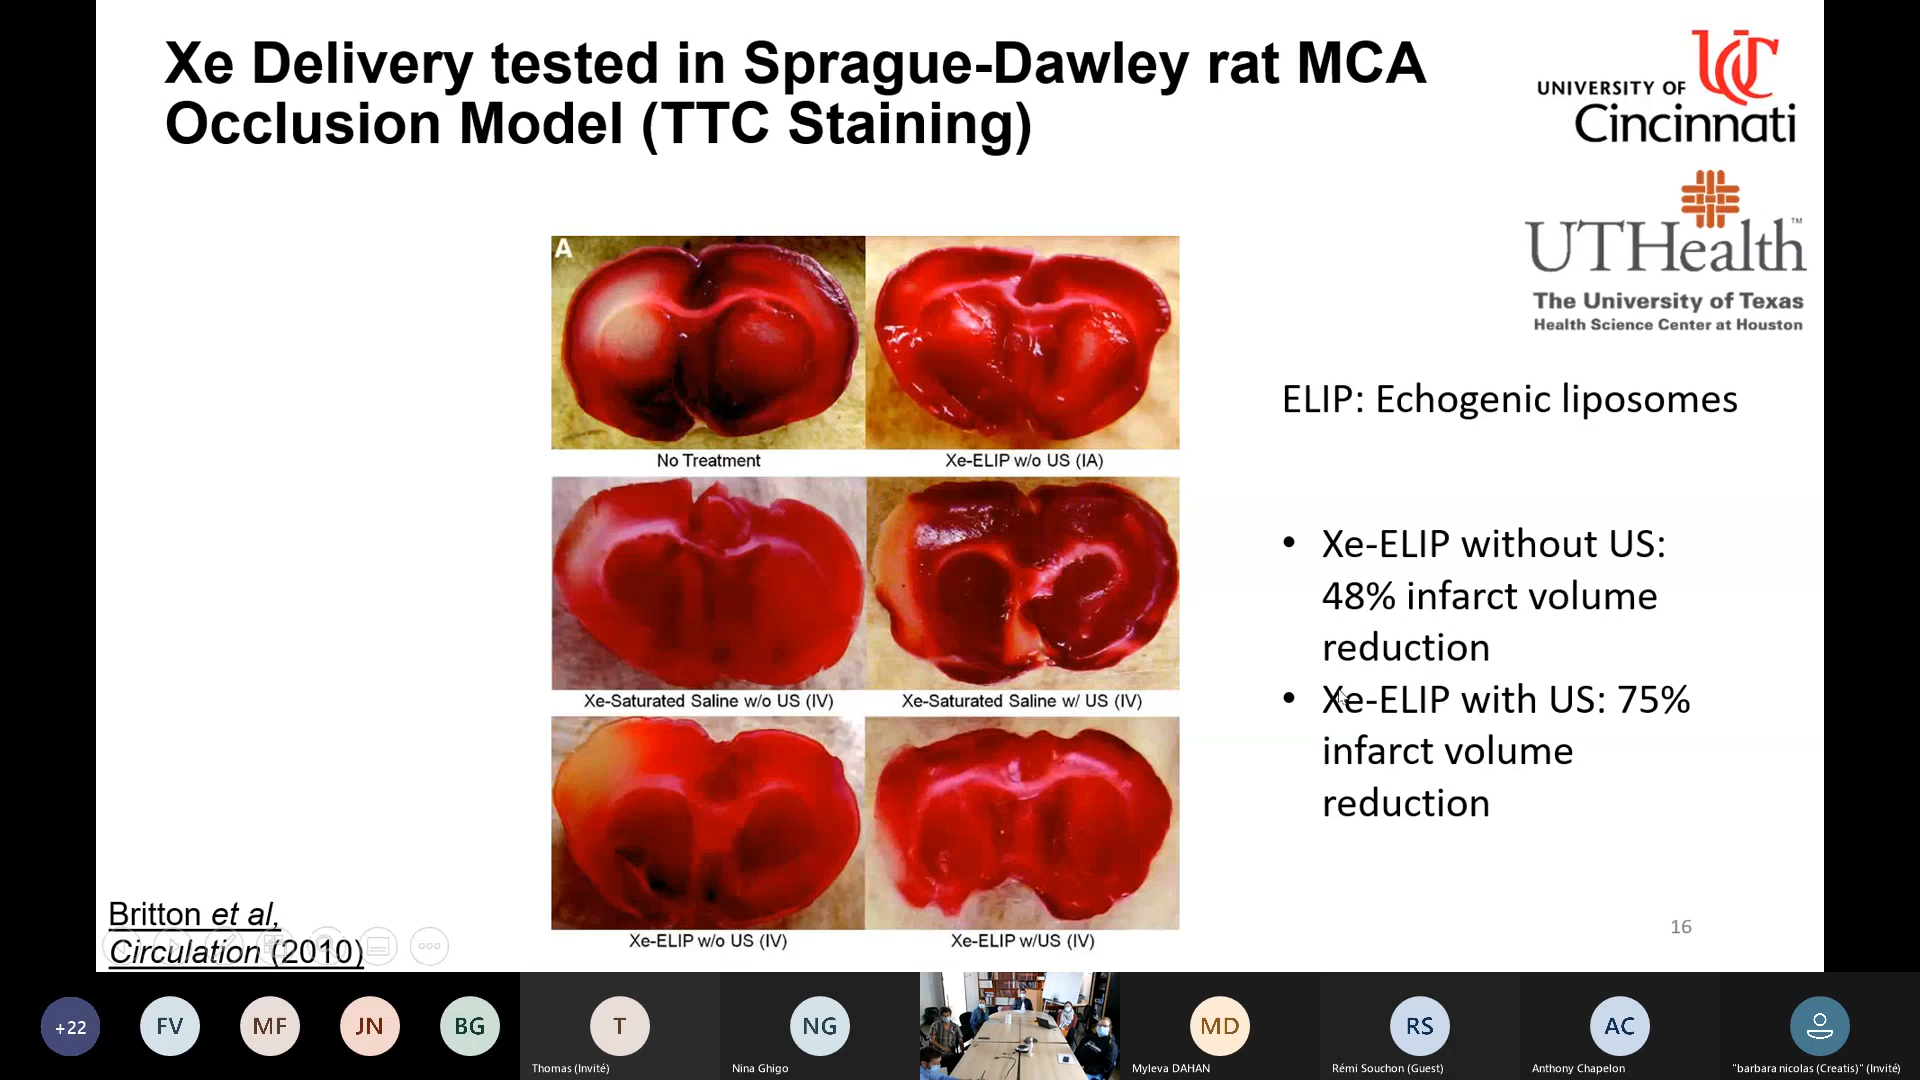 Xe Delivery tested in Sprague-Dawley rat MCA
Occlusion Model (TTC Staining)
UNIVERSITY OF
UC
Cincinnati
UTHealth™
The University of Texas
Health Science Center at Houston
A
No Treatment
Xe-ELIP w/o US (IA)
Xe-Saturated Saline w/o US (IV)
Xe-Saturated Saline w/ US (IV)
Xe-ELIP w/o US (IV)
Xe-ELIP w/US (IV)
ELIP: Echogenic liposomes
• Xe-ELIP without US:
48% infarct volume
reduction
• Xe-ELIP with US: 75%
infarct volume
reduction
Britton et al,
Circulation (2010)
16
+22
FV
MF
JN
BG
T
Thomas (Invité)
NG
Nina Ghigo
MD
Myleva DAHAN
RS
Rémi Souchon (Guest)
AC
Anthony Chapelon
"barbara nicolas (Creatis)" (Invité)